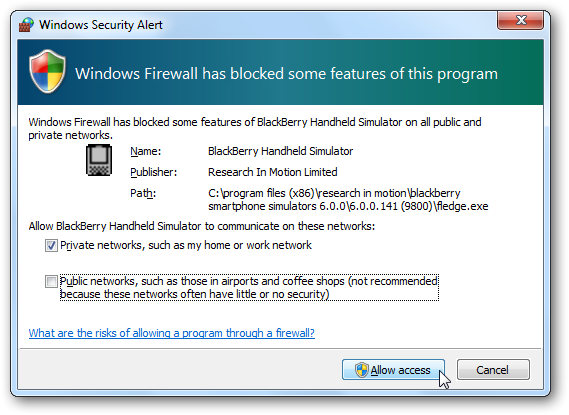 Windows Security Alert
Windows Firewall has blocked some features of this program
Windows Firewall has blocked some features of BlackBerry Handheld Simulator on all public and
private networks.
Name: BlackBerry Handheld Simulator
Publisher: Research In Motion Limited
Path: C:\program files (x86)\research in motion\blackberry
smartphone simulators 6.0.0\6.0.0.141 (9800)\fledge.exe
Allow BlackBerry Handheld Simulator to communicate on these networks:
Private networks, such as my home or work network
Public networks, such as those in airports and coffee shops (not recommended
because these networks often have little or no security)
What are the risks of allowing a program through a firewall?
Allow access Cancel